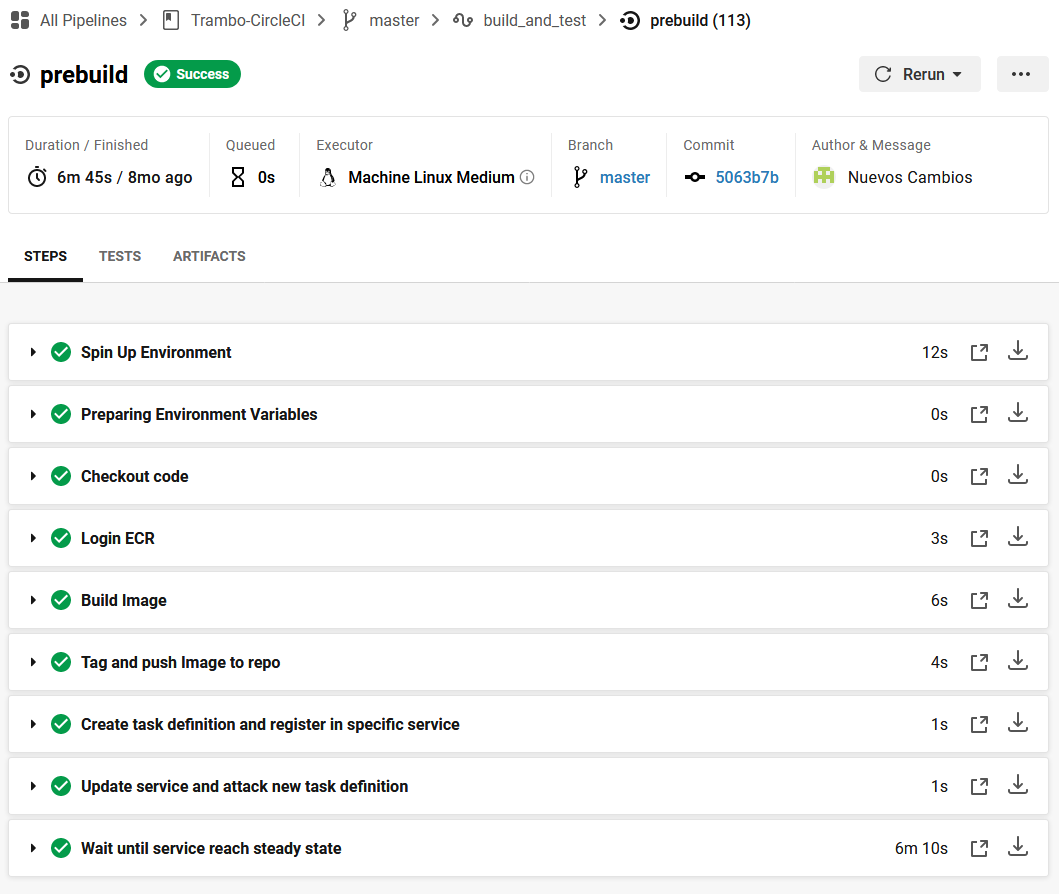 All Pipelines Trambo-CircleCI master build_and_test prebuild (113)
prebuild Success Rerun
Duration / Finished Queued Executor Branch Commit Author & Message
6m 45s / 8mo ago 0s Machine Linux Medium master 5063b7b Nuevos Cambios
STEPS TESTS ARTIFACTS
Spin Up Environment 12s
Preparing Environment Variables 0s
Checkout code 0s
Login ECR 3s
Build Image 6s
Tag and push Image to repo 4s
Create task definition and register in specific service 1s
Update service and attack new task definition 1s
Wait until service reach steady state 6m 10s